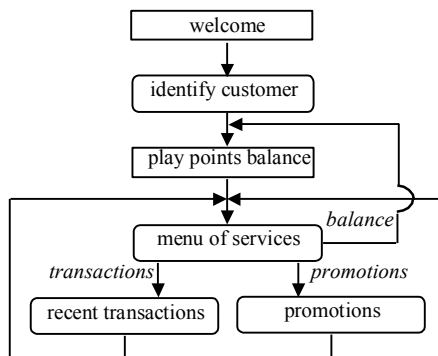 welcome
identify customer
play points balance
balance
menu of services
transactions
promotions
recent transactions
promotions